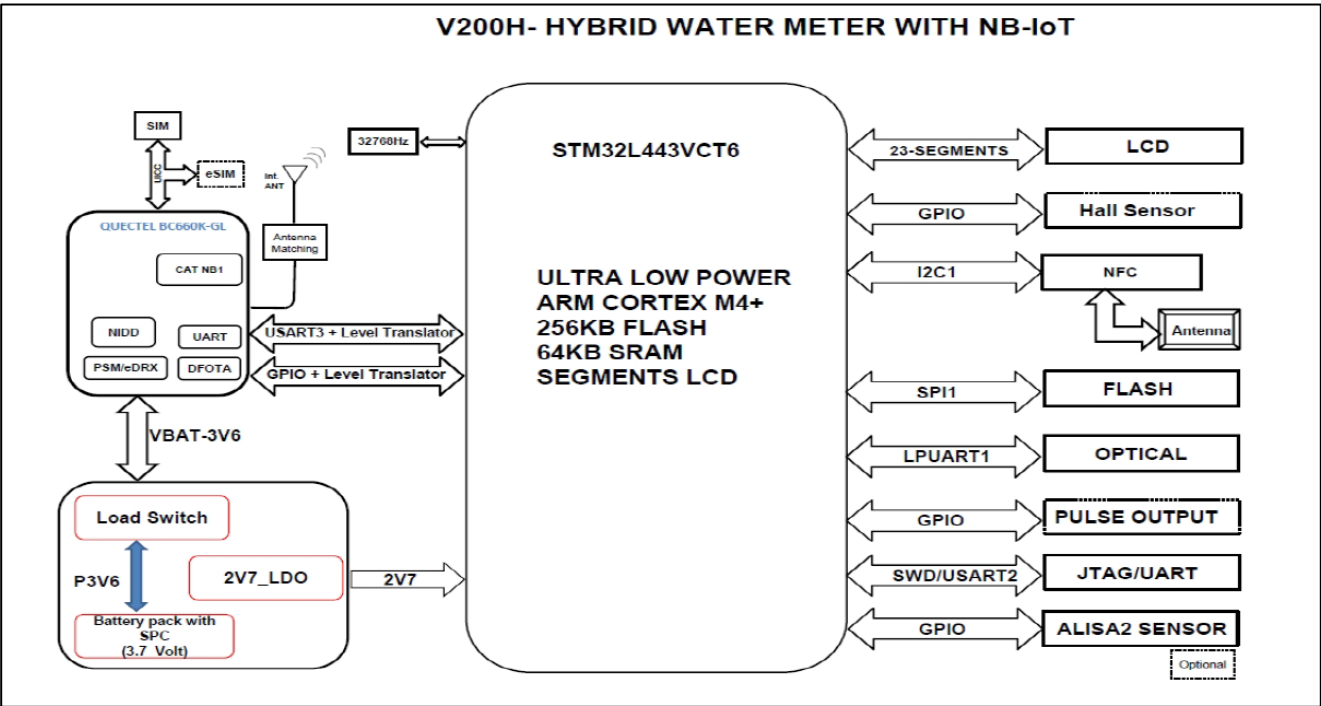 V200H- HYBRID WATER METER WITH NB-IoT
SIM
UICC
eSIM
Int.
ANT
Antenna
Matching
QUECTEL BC660K-GL
CAT NB1
NIDD
UART
PSM/eDRX
DFOTA
USART3 + Level Translator
GPIO + Level Translator
VBAT-3V6
Load Switch
P3V6
2V7_LDO
2V7
Battery pack with
SPC
(3.7 Volt)
32768Hz
STM32L443VCT6
ULTRA LOW POWER
ARM CORTEX M4+
256KB FLASH
64KB SRAM
SEGMENTS LCD
23-SEGMENTS
LCD
GPIO
Hall Sensor
I2C1
NFC
Antenna
SPI1
FLASH
LPUART1
OPTICAL
GPIO
PULSE OUTPUT
SWD/USART2
JTAG/UART
GPIO
ALISA2 SENSOR
Optional